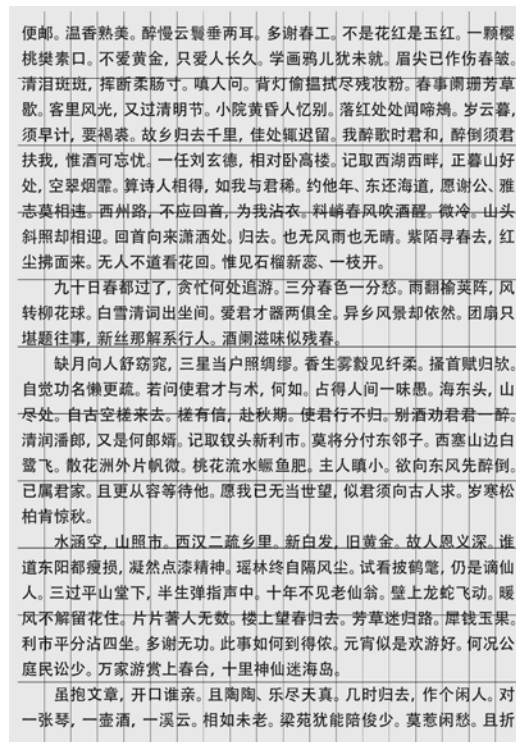 便邮。温香熟美。醉慢云鬟垂两耳。多谢春工。不是花红是玉红。一颗樱
桃樊素口。不爱黄金，只爱人长久。学画鸦儿犹未就。眉尖已作伤春皱。
清泪斑斑，挥断柔肠寸。嗔人问。背灯偷揾拭尽残妆粉。春事阑珊芳草
歇。客里风光，又过清明节。小院黄昏人忆别。落红处处闻啼鴂。岁云暮，
须早计，要褐裘。故乡归去千里，佳处辄迟留。我醉歌时君和，醉倒须君
扶我，惟酒可忘忧。一任刘玄德，相对卧高楼。记取西湖西畔，正暮山好
处，空翠烟霏。算诗人相得，如我与君稀。约他年、东还海道，愿谢公、雅
志莫相违。西州路，不应回首，为我沾衣。料峭春风吹酒醒。微冷。山头
斜照却相迎。回首向来潇洒处。归去。也无风雨也无晴。紫陌寻春去，红
尘拂面来。无人不道看花回。惟见石榴新蕊、一枝开。
九十日春都过了，贪忙何处追游。三分春色一分愁。雨翻榆荚阵，风
转柳花球。白雪清词出坐间。爱君才器两俱全。异乡风景却依然。团扇只
堪题往事，新丝那解系行人。酒阑滋味似残春。
缺月向人舒窈窕，三星当户照绸缪。香生雾縠见纤柔。搔首赋归欤。
自觉功名懒更疏。若问使君才与术，何如。占得人间一味愚。海东头，山
尽处。自古空槎来去。槎有信，赴秋期。使君行不归。别酒劝君君一醉。
清润潘郎，又是何郎婿。记取钗头新利市。莫将分付东邻子。西塞山边白
鹭飞。散花洲外片帆微。桃花流水鳜鱼肥。主人瞋小。欲向东风先醉倒。
已属君家。且更从容等待他。愿我已无当世望，似君须向古人求。岁寒松
柏肯惊秋。
水涵空，山照市。西汉二疏乡里。新白发，旧黄金。故人恩义深。谁
道东阳都瘦损，凝然点漆精神。瑶林终自隔风尘。试看披鹤氅，仍是谪仙
人。三过平山堂下，半生弹指声中。十年不见老仙翁。壁上龙蛇飞动。暖
风不解留花住。片片著人无数。楼上望春归去。芳草迷归路。犀钱玉果。
利市平分沾四坐。多谢无功。此事如何到得侬。元宵似是欢游好。何况公
庭民讼少。万家游赏上春台，十里神仙迷海岛。
虽抱文章，开口谁亲。且陶陶、乐尽天真。几时归去，作个闲人。对
一张琴，一壶酒，一溪云。相如未老。梁苑犹能陪俊少。莫惹闲愁。且折